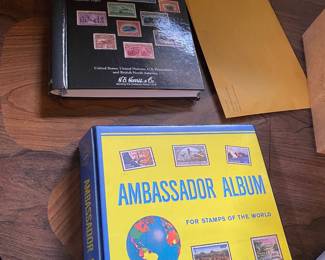 United States, United Nations, U.S. Possessions
and British North America
H.E. Harris & Co.
AMBASSADOR ALBUM
FOR STAMPS OF THE WORLD
AMBASSADOR